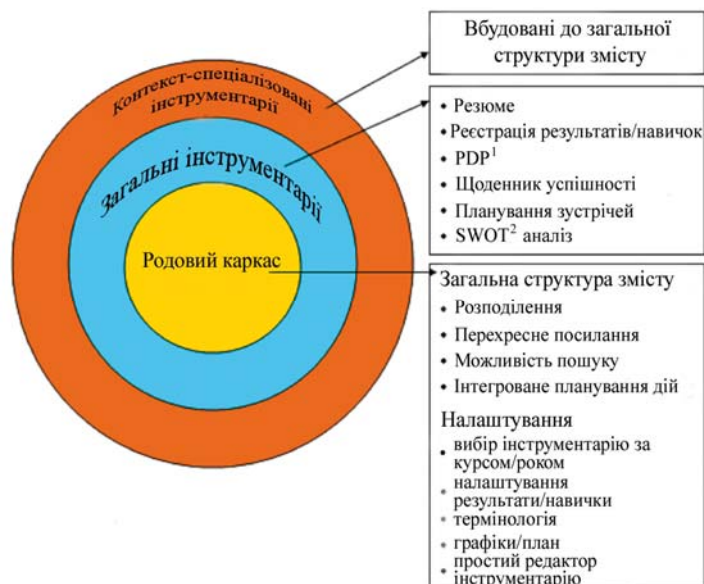 Контекст-спеціалізовані
інструментарії
Загальні інструментарії
Родовий каркас
Вбудовані до загальної
структури змісту
• Резюме
• Реєстрація результатів/навичок
• PDP¹
• Щоденник успішності
• Планування зустрічей
• SWOT² аналіз
Загальна структура змісту
• Розподілення
• Перехресне посилання
• Можливість пошуку
• Інтегроване планування дій
Налаштування
• вибір інструментарію за
курсом/роком
• налаштування
результати/навички
• термінологія
• графіки/план
• простий редактор
інструментарію